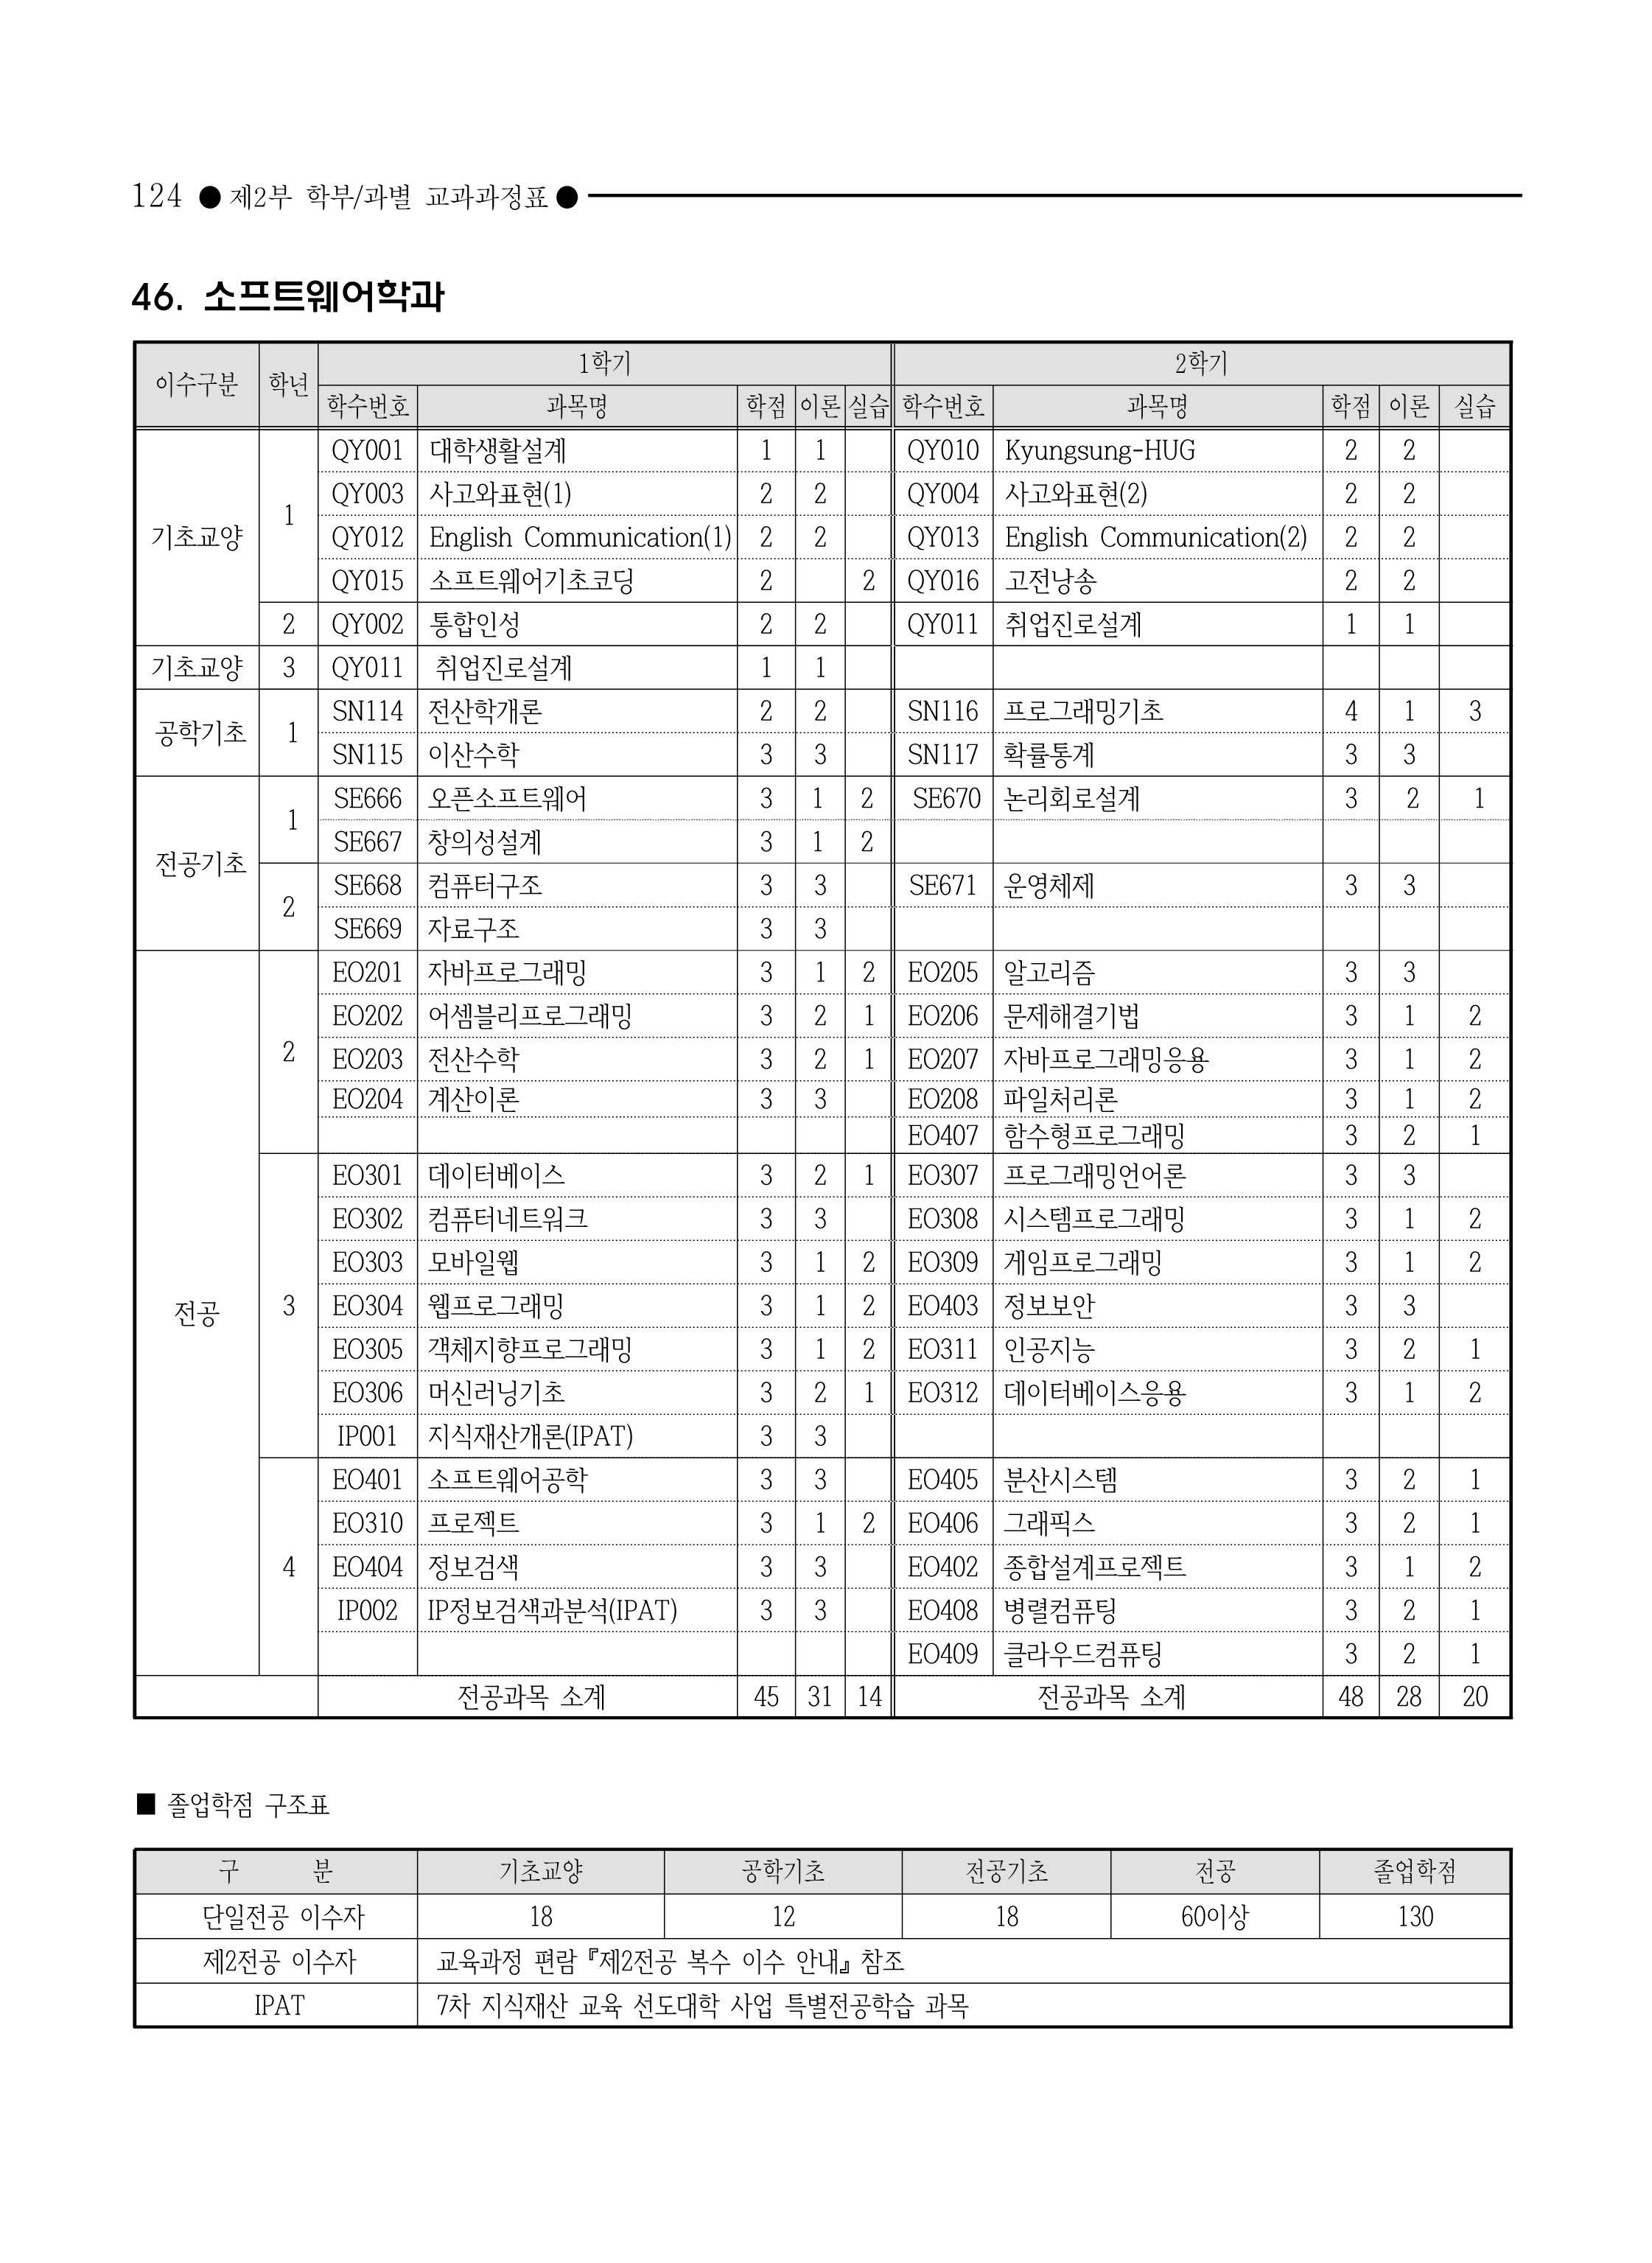 124 ● 제2부 학부/과별 교과과정표 ●
46. 소프트웨어학과
이수구분 학년 1학기 2학기
학수번호 과목명 학점 이론 실습 학수번호 과목명 학점 이론 실습
기초교양 1 QY001 대학생활설계 1 1 QY010 Kyungsung-HUG 2 2
QY003 사고와표현(1) 2 2 QY004 사고와표현(2) 2 2
QY012 English Communication(1) 2 2 QY013 English Communication(2) 2 2
QY015 소프트웨어기초코딩 2 2 QY016 고전낭송 2 2
2 QY002 통합인성 2 2 QY011 취업진로설계 1 1
기초교양 3 QY011 취업진로설계 1 1
공학기초 1 SN114 전산학개론 2 2 SN116 프로그래밍기초 4 1 3
SN115 이산수학 3 3 SN117 확률통계 3 3
전공기초 1 SE666 오픈소프트웨어 3 1 2 SE670 논리회로설계 3 2 1
SE667 창의성설계 3 1 2
2 SE668 컴퓨터구조 3 3 SE671 운영체제 3 3
SE669 자료구조 3 3
전공 2 EO201 자바프로그래밍 3 1 2 EO205 알고리즘 3 3
EO202 어셈블리프로그래밍 3 2 1 EO206 문제해결기법 3 1 2
EO203 전산수학 3 2 1 EO207 자바프로그래밍응용 3 1 2
EO204 계산이론 3 3 EO208 파일처리론 3 1 2
EO407 함수형프로그래밍 3 2 1
3 EO301 데이터베이스 3 2 1 EO307 프로그래밍언어론 3 3
EO302 컴퓨터네트워크 3 3 EO308 시스템프로그래밍 3 1 2
EO303 모바일웹 3 1 2 EO309 게임프로그래밍 3 1 2
EO304 웹프로그래밍 3 1 2 EO403 정보보안 3 3
EO305 객체지향프로그래밍 3 1 2 EO311 인공지능 3 2 1
EO306 머신러닝기초 3 2 1 EO312 데이터베이스응용 3 1 2
IP001 지식재산개론(IPAT) 3 3
4 EO401 소프트웨어공학 3 3 EO405 분산시스템 3 2 1
EO310 프로젝트 3 1 2 EO406 그래픽스 3 2 1
EO404 정보검색 3 3 EO402 종합설계프로젝트 3 1 2
IP002 IP정보검색과분석(IPAT) 3 3 EO408 병렬컴퓨팅 3 2 1
EO409 클라우드컴퓨팅 3 2 1
전공과목 소계 45 31 14 전공과목 소계 48 28 20
■ 졸업학점 구조표
구 분 기초교양 공학기초 전공기초 전공 졸업학점
단일전공 이수자 18 12 18 60이상 130
제2전공 이수자 교육과정 편람 『제2전공 복수 이수 안내』 참조
IPAT 7차 지식재산 교육 선도대학 사업 특별전공학습 과목